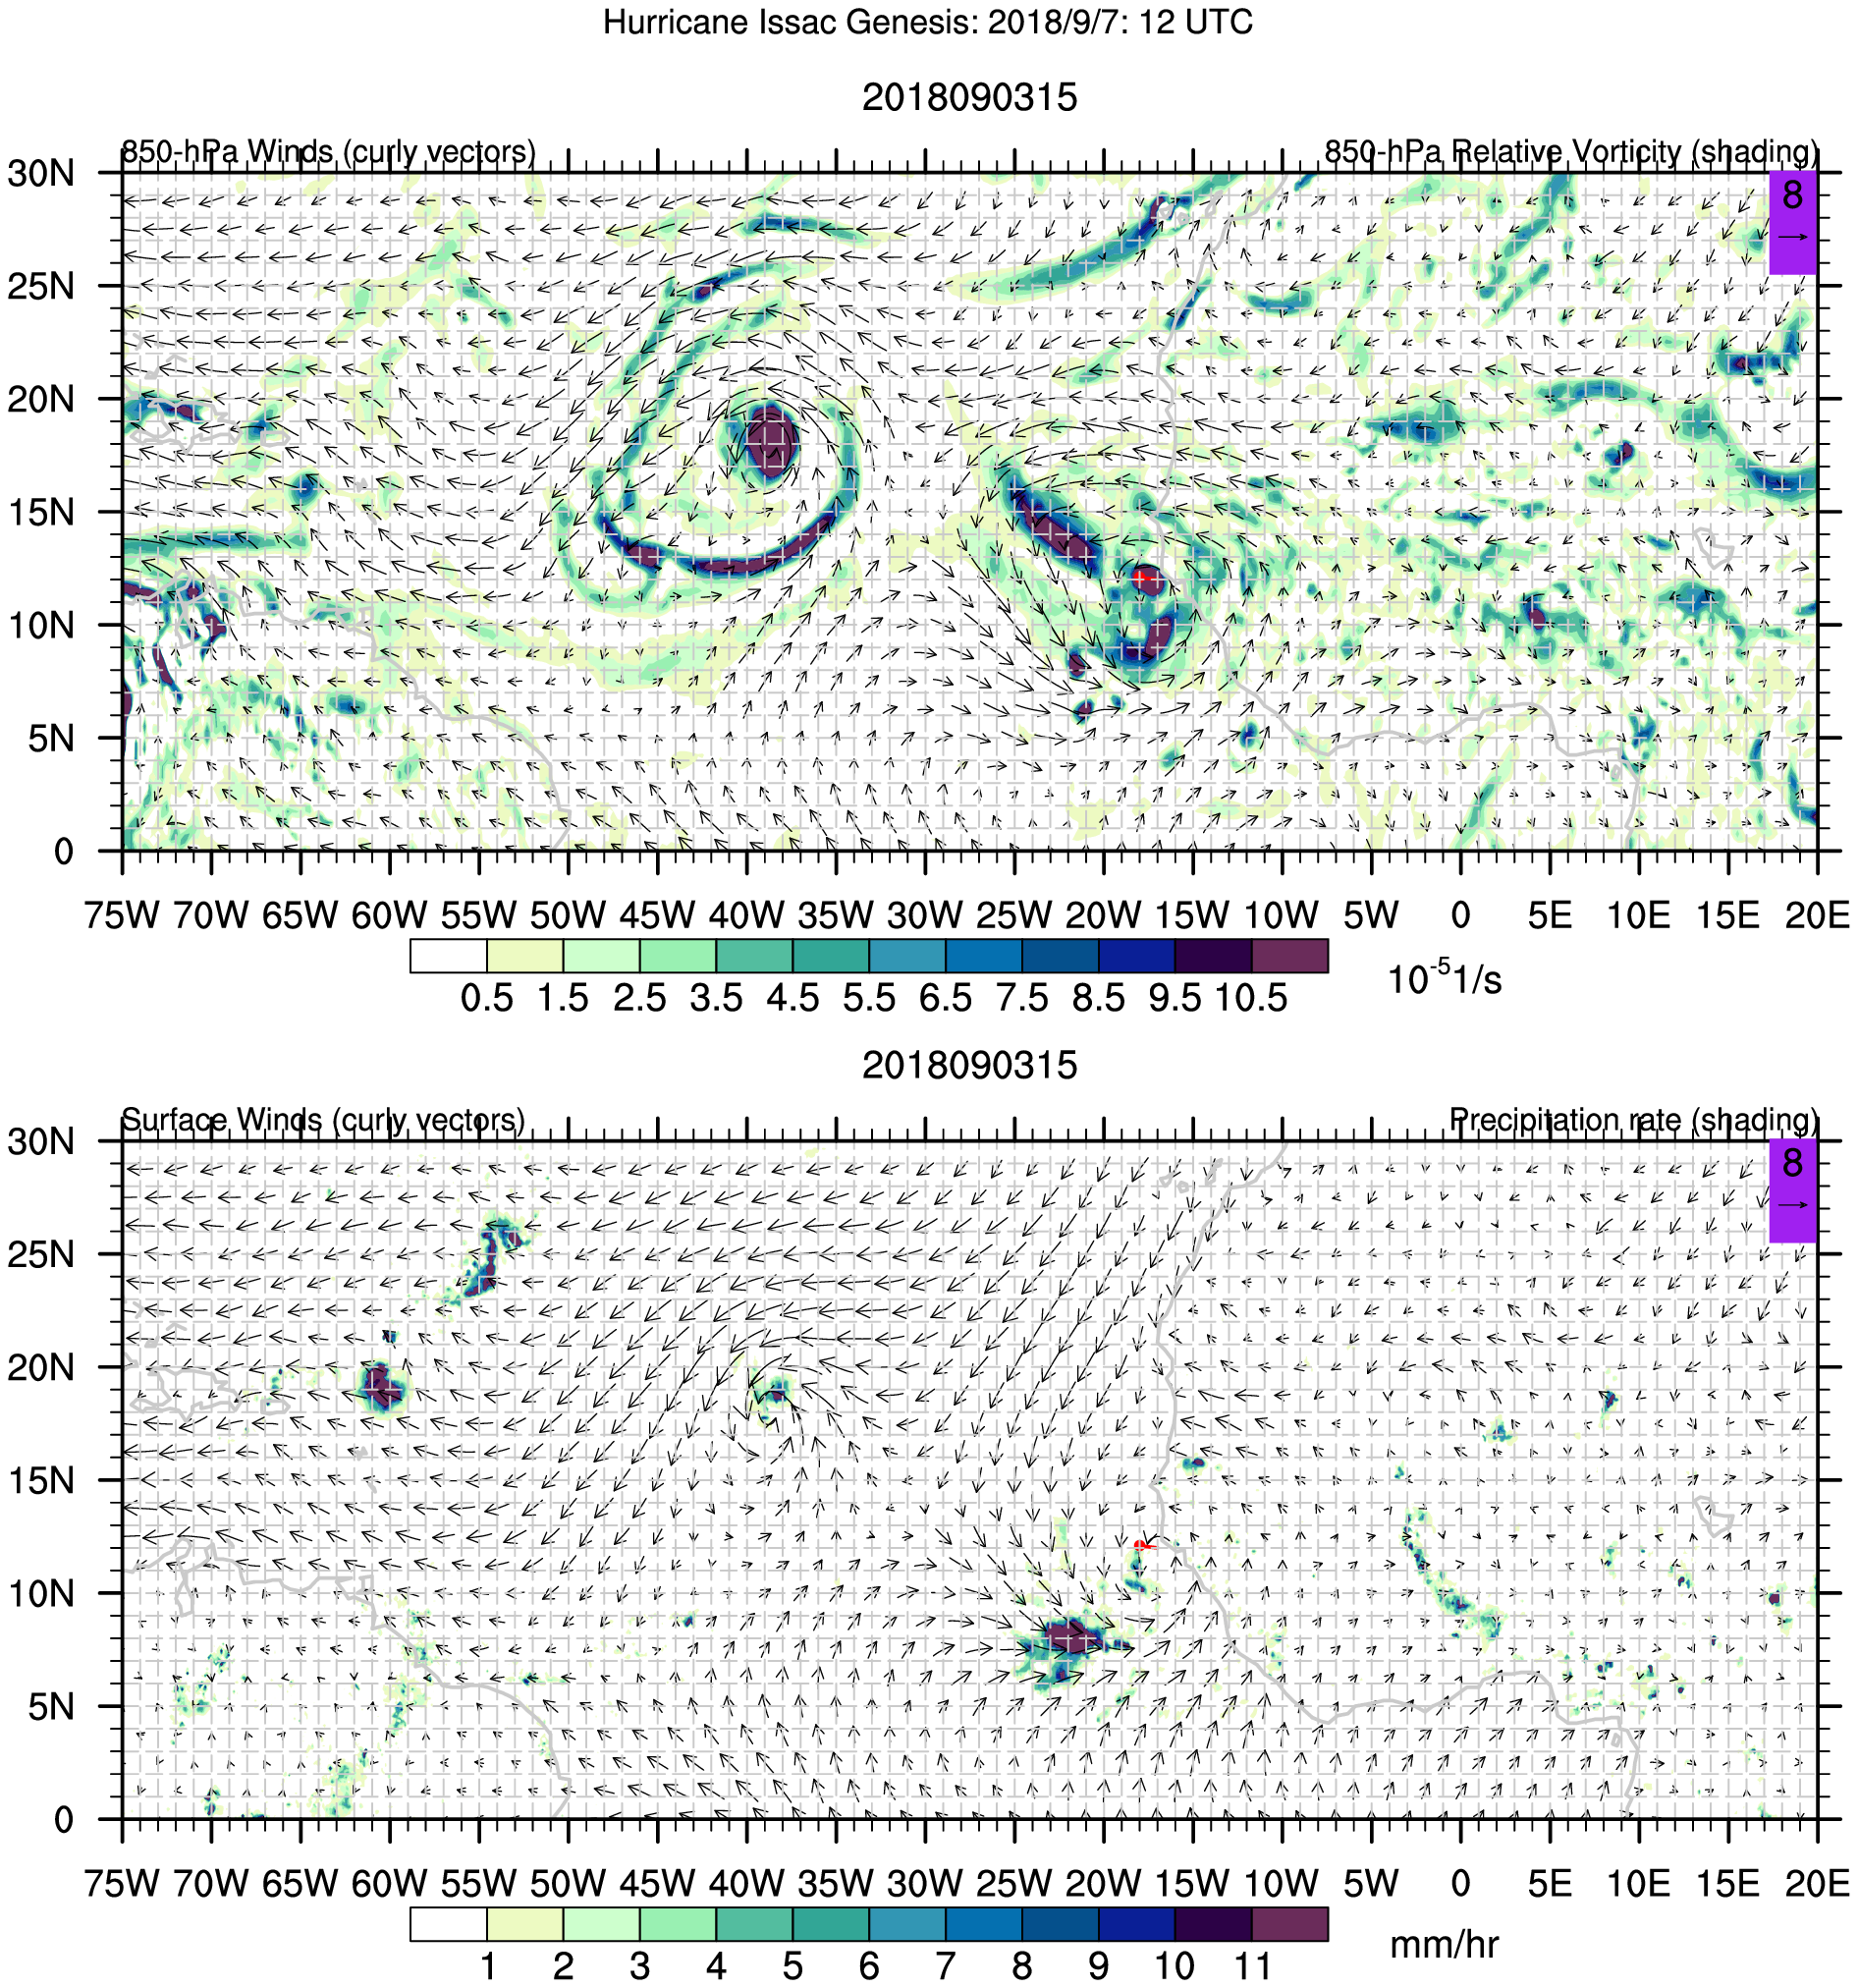 Hurricane Issac Genesis: 2018/9/7: 12 UTC
2018090315
850-hPa Winds (curly vectors) 850-hPa Relative Vorticity (shading)
30N
8
25N
20N
15N
10N
5N
0
75W 70W 65W 60W 55W 50W 45W 40W 35W 30W 25W 20W 15W 10W 5W 0 5E 10E 15E 20E
0.5 1.5 2.5 3.5 4.5 5.5 6.5 7.5 8.5 9.5 10.5
10⁻⁵1/s
2018090315
Surface Winds (curly vectors) Precipitation rate (shading)
30N
8
25N
20N
15N
10N
5N
0
75W 70W 65W 60W 55W 50W 45W 40W 35W 30W 25W 20W 15W 10W 5W 0 5E 10E 15E 20E
1 2 3 4 5 6 7 8 9 10 11
mm/hr